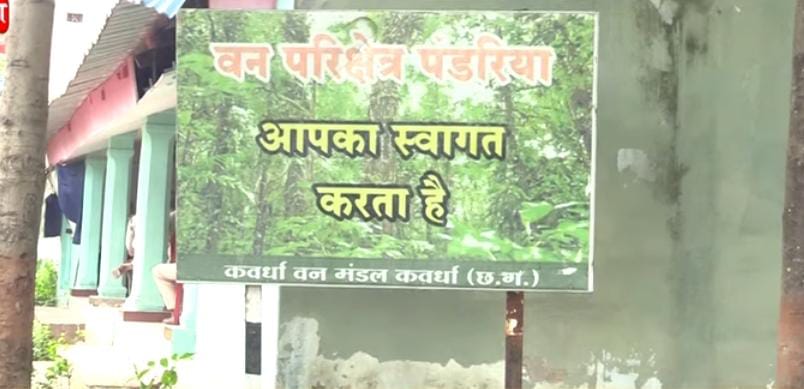 वन परिक्षेत्र पंडरिया
आपका स्वागत
करता है
कवर्धा वन मंडल कवर्धा (छ.ग.)